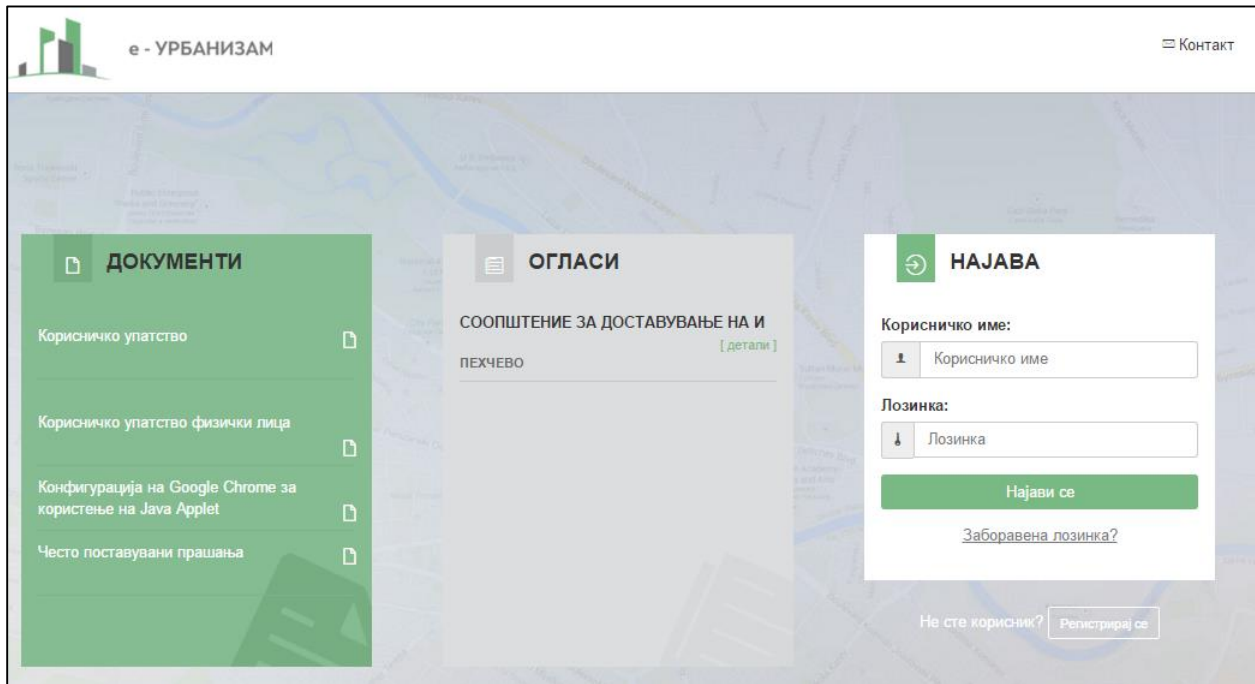 е - УРБАНИЗАМ
Контакт
ДОКУМЕНТИ
Корисничко упатство
Корисничко упатство физички лица
Конфигурација на Google Chrome за
користење на Java Applet
Често поставувани прашања
ОГЛАСИ
СООПШТЕНИЕ ЗА ДОСТАВУВАЊЕ НА И
[ детали ]
ПЕХЧЕВО
НАЈАВА
Корисничко име:
Корисничко име
Лозинка:
Лозинка
Најави се
Заборавена лозинка?
Не сте корисник? Регистрирај се